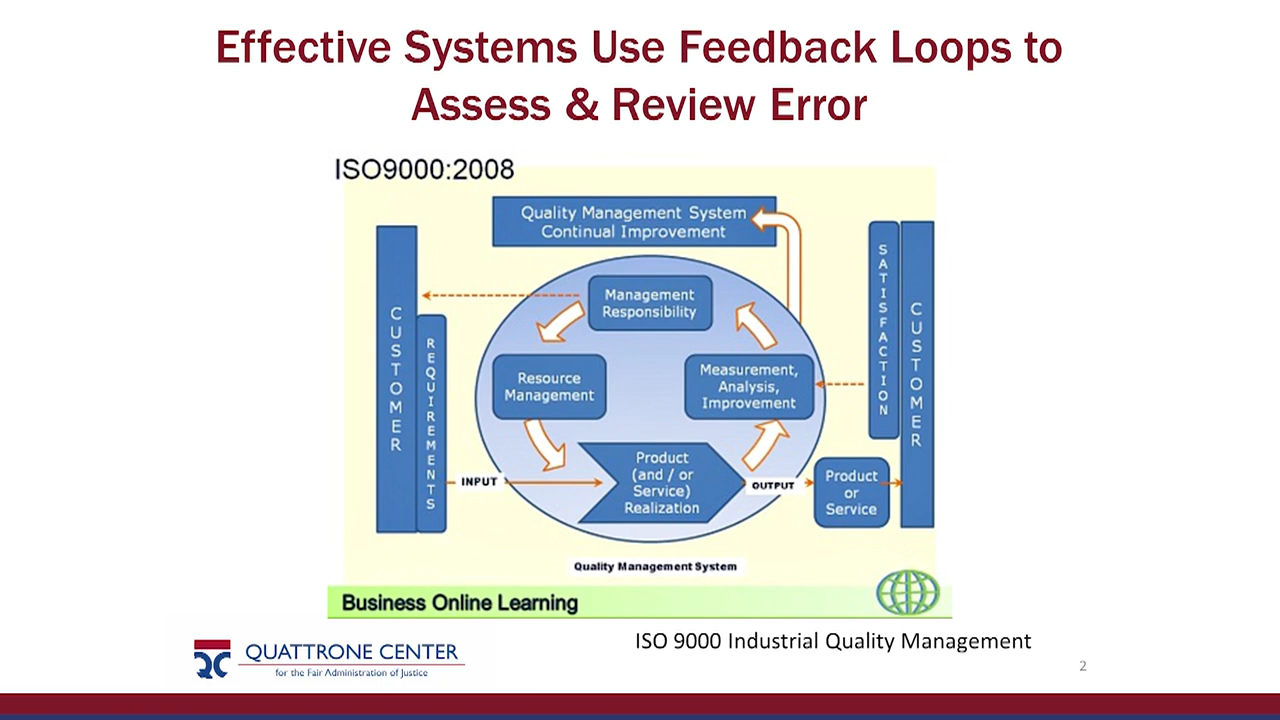 Effective Systems Use Feedback Loops to
Assess & Review Error
ISO9000:2008
Quality Management System
Continual Improvement
CUSTOMER
REQUIREMENTS
Management
Responsibility
Resource
Management
Measurement,
Analysis,
Improvement
Product
(and / or
Service)
Realization
INPUT
OUTPUT
Product
or
Service
SATISFACTION
CUSTOMER
Quality Management System
Business Online Learning
ISO 9000 Industrial Quality Management
QC
QUATTRONE CENTER
for the Fair Administration of Justice
2